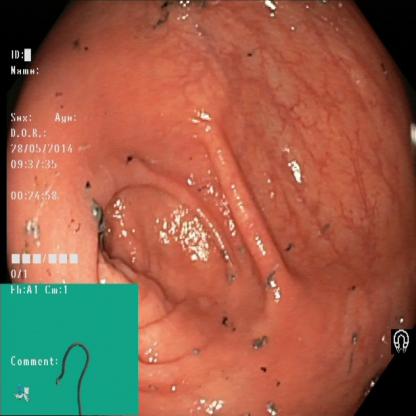 ID:
Name:
Sex: Age:
D.O.B.:
28/05/2014
09:37:35
00:24:58
0/1
Eh:A1 Cm:1
Comment: